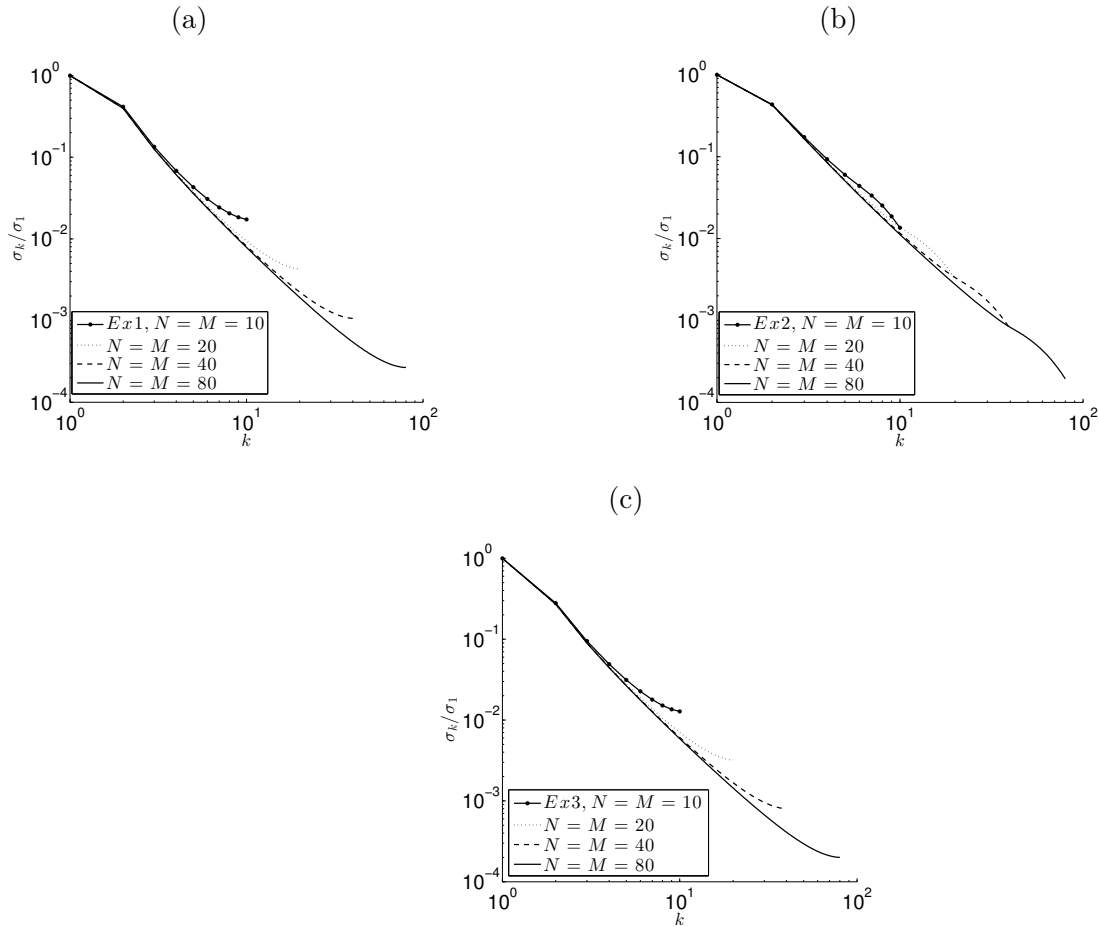 (a)
10^0
10^-1
10^-2
10^-3
10^-4
σ_k/σ_1
Ex1, N = M = 10
N = M = 20
N = M = 40
N = M = 80
10^0
10^1
10^2
k
(b)
10^0
10^-1
10^-2
10^-3
10^-4
σ_k/σ_1
Ex2, N = M = 10
N = M = 20
N = M = 40
N = M = 80
10^0
10^1
10^2
k
(c)
10^0
10^-1
10^-2
10^-3
10^-4
σ_k/σ_1
Ex3, N = M = 10
N = M = 20
N = M = 40
N = M = 80
10^0
10^1
10^2
k